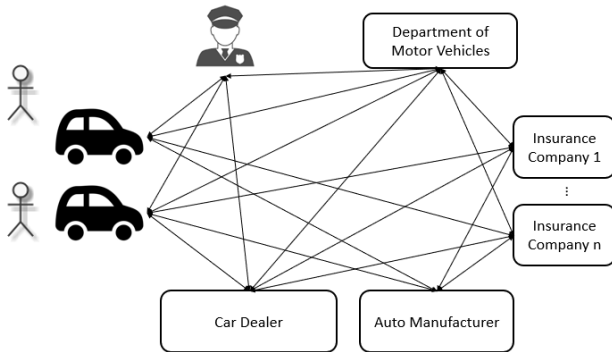 Department of
Motor Vehicles
Insurance
Company 1
...
Insurance
Company n
Car Dealer
Auto Manufacturer